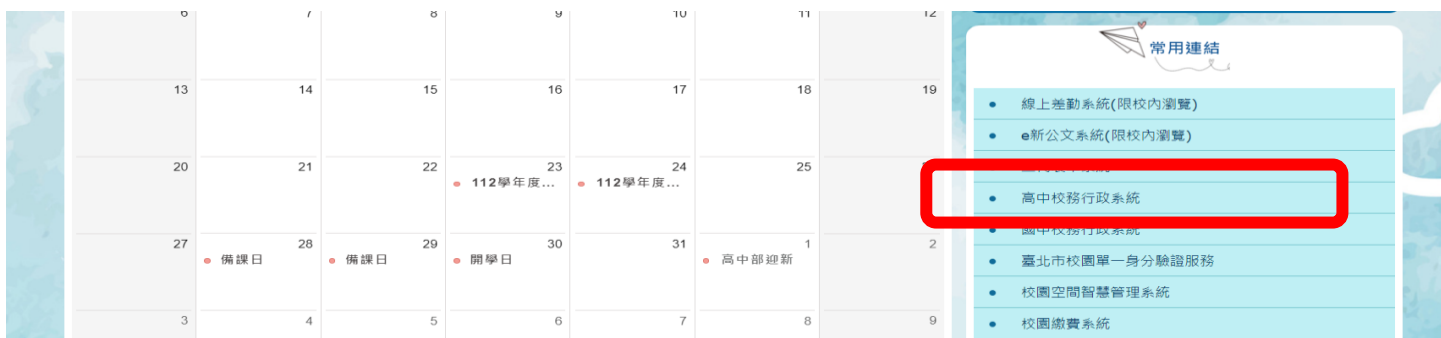 6 7 8 9 10 11 12
13 14 15 16 17 18 19
20 21 22 23 24 25
112學年度... 112學年度...
27 28 29 30 31 1 2
備課日 備課日 開學日 高中部迎新
3 4 5 6 7 8 9
常用連結
線上差勤系統(限校內瀏覽)
e新公文系統(限校內瀏覽)
高中校務行政系統
國中校務行政系統
臺北市校園單一身分驗證服務
校園空間智慧管理系統
校園繳費系統